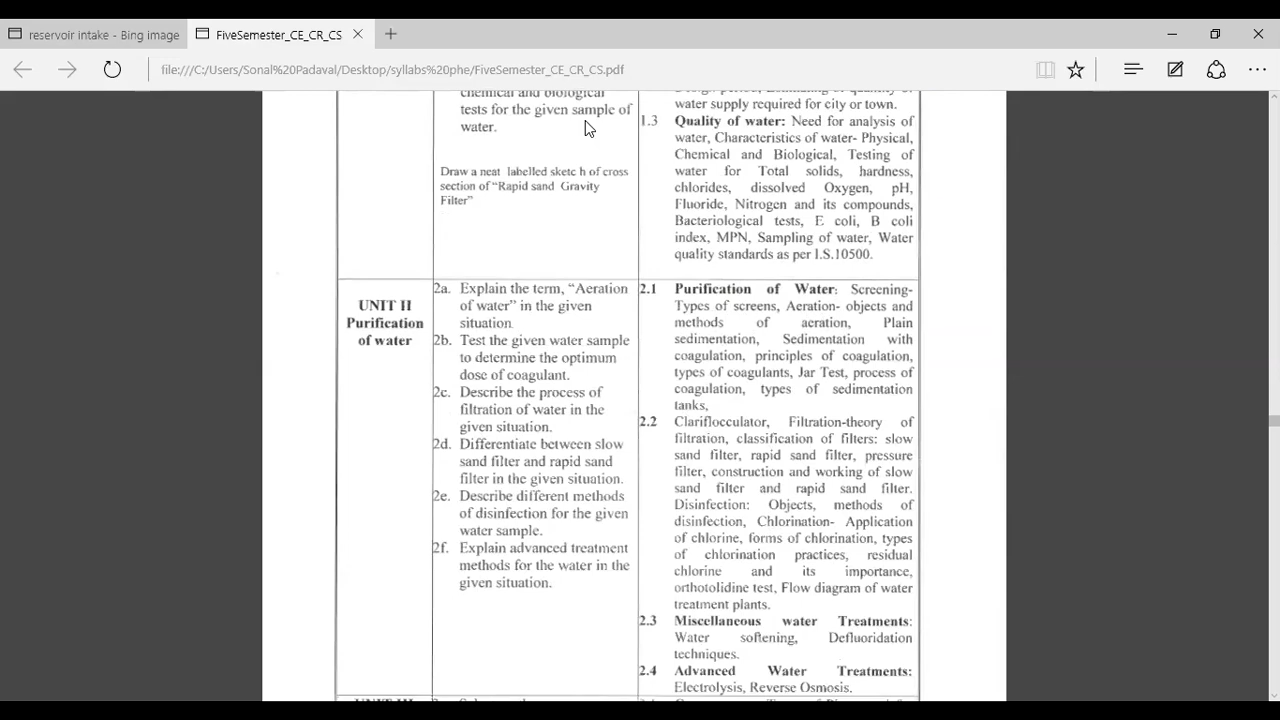 reservoir intake - Bing image
FiveSemester_CE_CR_CS
file:///C:/Users/Sonal%20Padaval/Desktop/syllabs%20phe/FiveSemester_CE_CR_CS.pdf
chemical and biological
tests for the given sample of
water.
Draw a neat labelled sketc h of cross
section of "Rapid sand Gravity
Filter"
water supply required for city or town.
1.3 Quality of water: Need for analysis of
water, Characteristics of water- Physical,
Chemical and Biological, Testing of
water for Total solids, hardness,
chlorides, dissolved Oxygen, pH,
Fluoride, Nitrogen and its compounds,
Bacteriological tests, E coli, B coli
index, MPN, Sampling of water, Water
quality standards as per I.S.10500.
UNIT II
Purification
of water
2a. Explain the term, "Aeration
of water" in the given
situation.
2b. Test the given water sample
to determine the optimum
dose of coagulant.
2c. Describe the process of
filtration of water in the
given situation.
2d. Differentiate between slow
sand filter and rapid sand
filter in the given situation.
2e. Describe different methods
of disinfection for the given
water sample.
2f. Explain advanced treatment
methods for the water in the
given situation.
2.1 Purification of Water: Screening-
Types of screens, Aeration- objects and
methods of aeration, Plain
sedimentation, Sedimentation with
coagulation, principles of coagulation,
types of coagulants, Jar Test, process of
coagulation, types of sedimentation
tanks,
2.2 Clariflocculator, Filtration-theory of
filtration, classification of filters: slow
sand filter, rapid sand filter, pressure
filter, construction and working of slow
sand filter and rapid sand filter.
Disinfection: Objects, methods of
disinfection, Chlorination- Application
of chlorine, forms of chlorination, types
of chlorination practices, residual
chlorine and its importance,
orthotolidine test, Flow diagram of water
treatment plants.
2.3 Miscellaneous water Treatments:
Water softening, Defluoridation
techniques.
2.4 Advanced Water Treatments:
Electrolysis, Reverse Osmosis.